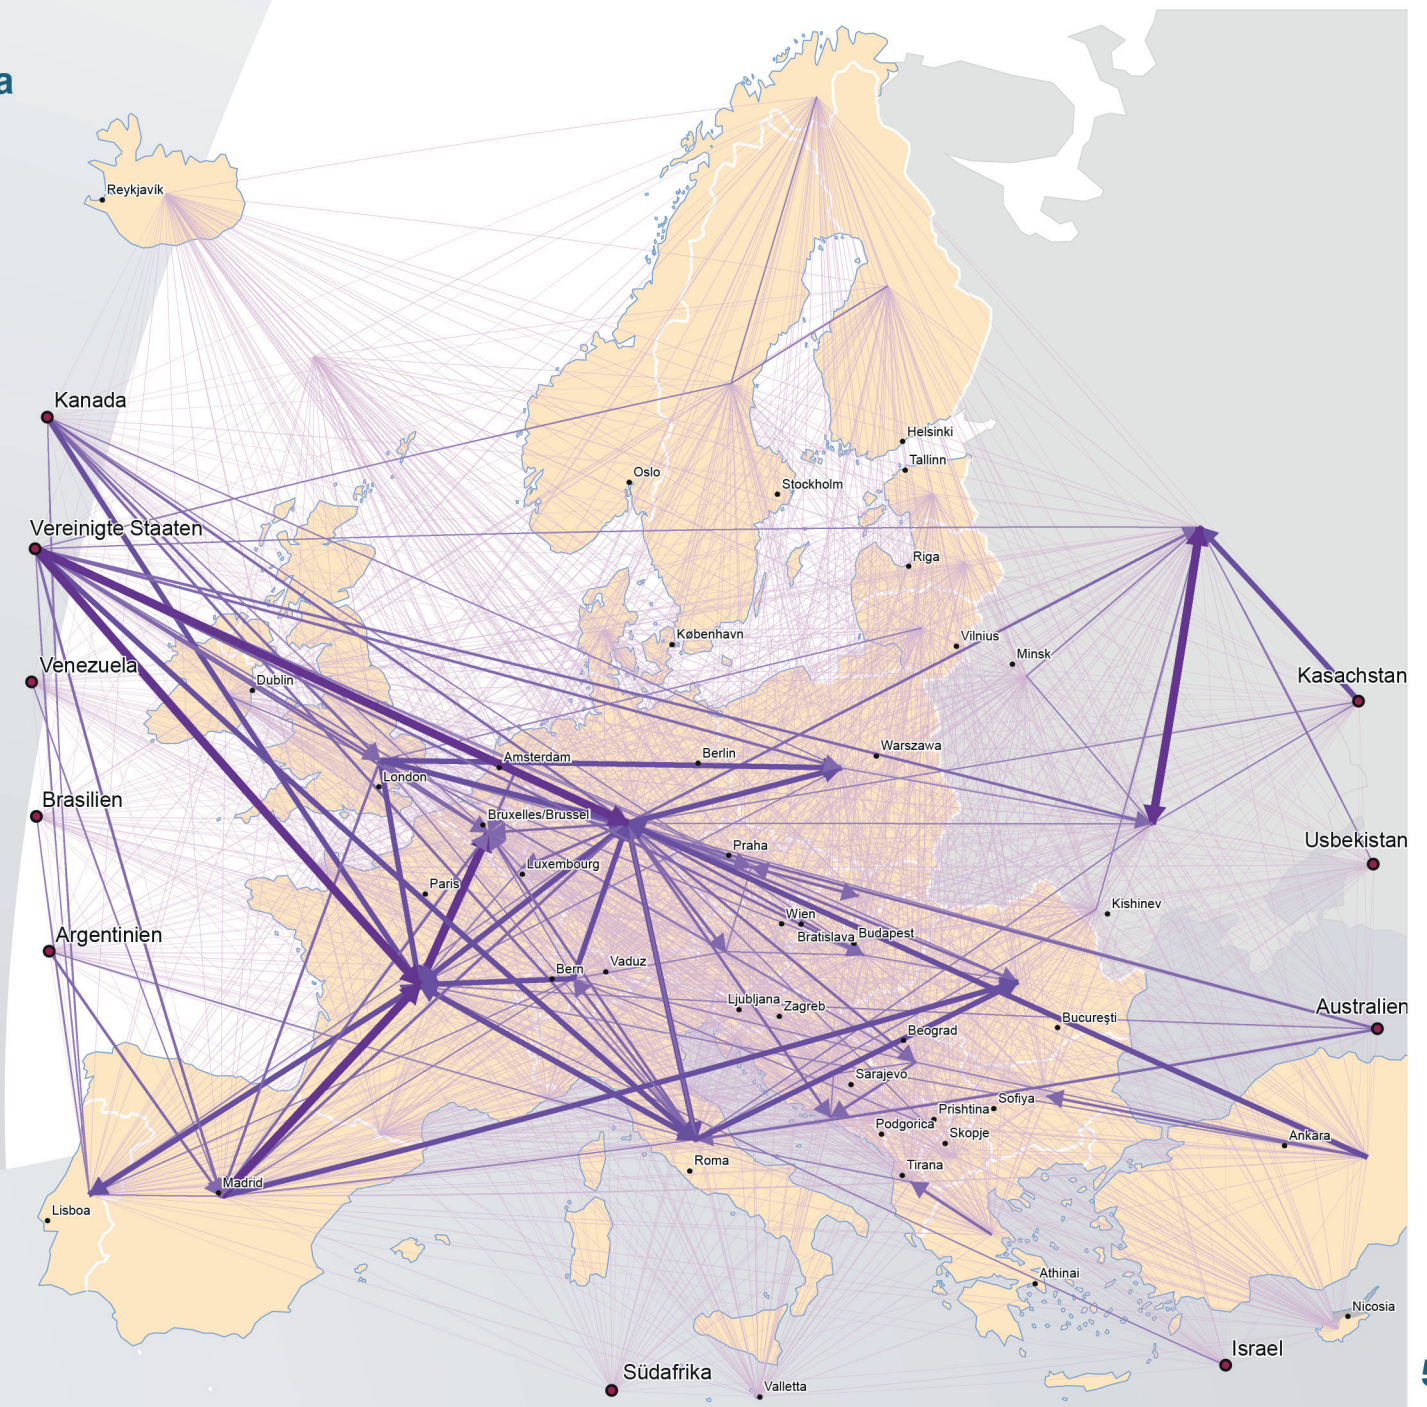 a
Reykjavík
Kanada
Helsinki
Tallinn
Oslo
Stockholm
Vereinigte Staaten
Riga
København
Vilnius
Minsk
Venezuela
Dublin
Kasachstan
Warszawa
Berlin
Amsterdam
London
Brasilien
Bruxelles/Brussel
Usbekistan
Praha
Luxembourg
Paris
Kishinev
Wien
Bratislava
Budapest
Argentinien
Vaduz
Bern
Ljubljana
Zagreb
Australien
București
Beograd
Sarajevo
Sofiya
Prishtina
Podgorica
Skopje
Ankara
Roma
Tirana
Madrid
Lisboa
Athinai
Nicosia
Israel
Südafrika
Valletta